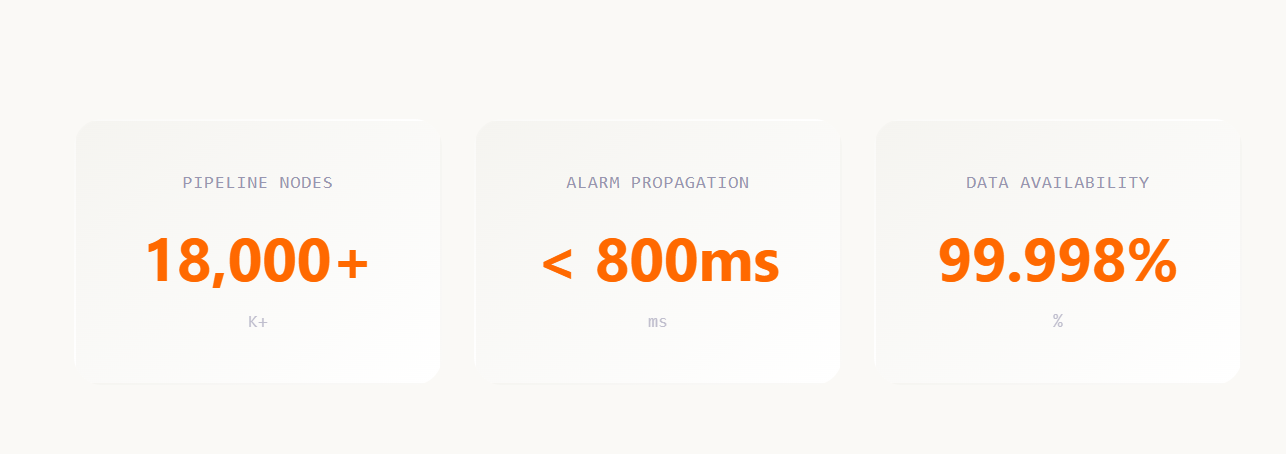 PIPELINE NODES
18,000+
K+
ALARM PROPAGATION
< 800ms
ms
DATA AVAILABILITY
99.998%
%